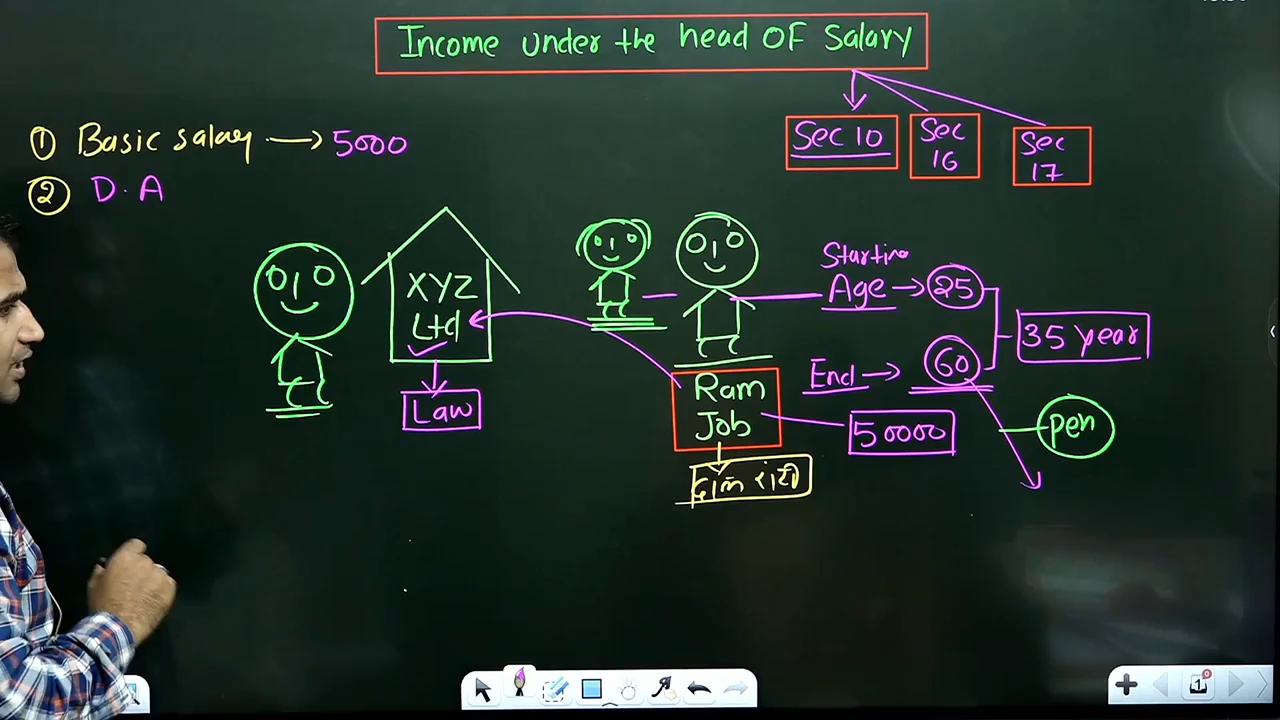 Income under the head OF Salary
Sec 10
Sec
16
Sec
17
① Basic salary → 5000
② D.A
XYZ
Ltd
Law
Starting
Age → 25
End → 60
35 year
Ram
Job
50000
pen
1